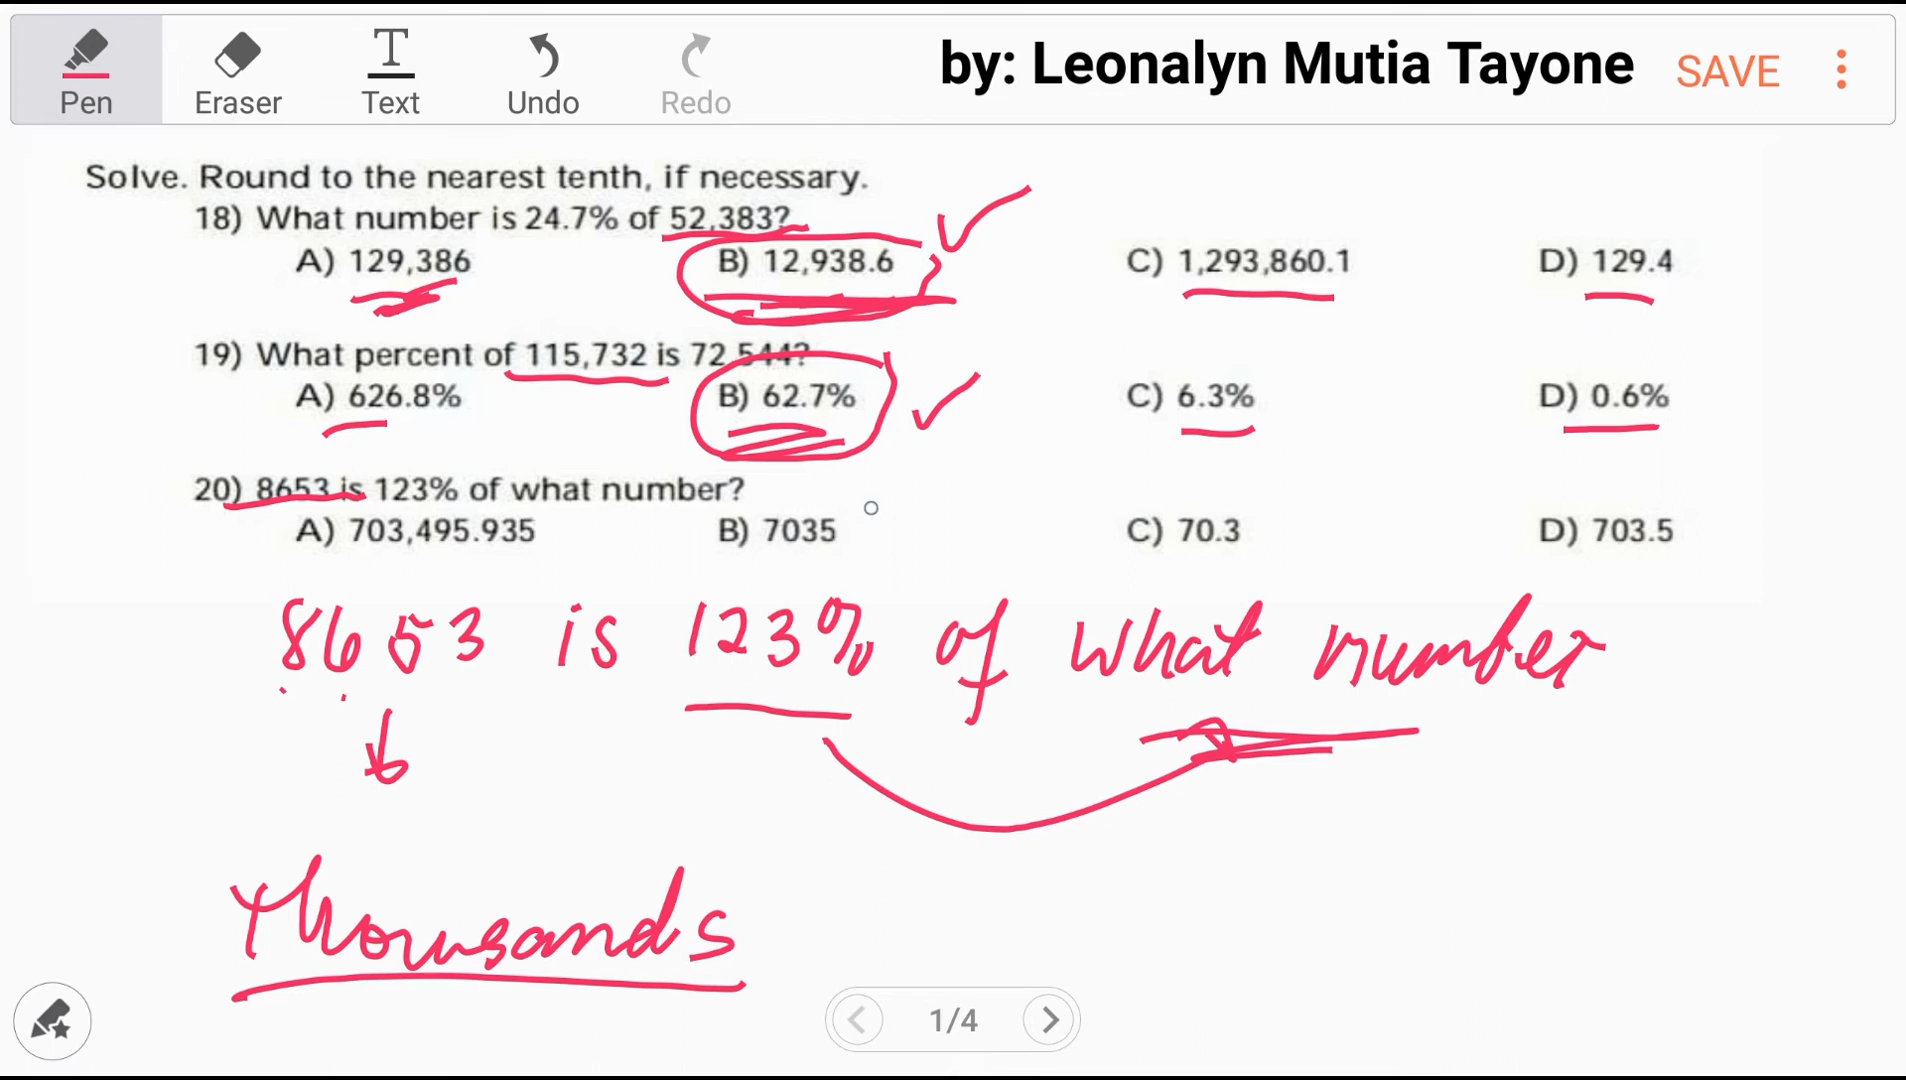 Pen
Eraser
Text
Undo
Redo
by: Leonalyn Mutia Tayone
SAVE
Solve. Round to the nearest tenth, if necessary.
18) What number is 24.7% of 52,383?
A) 129,386 B) 12,938.6 C) 1,293,860.1 D) 129.4
19) What percent of 115,732 is 72,544?
A) 626.8% B) 62.7% C) 6.3% D) 0.6%
20) 8653 is 123% of what number?
A) 703,495.935 B) 7035 C) 70.3 D) 703.5
8653 is 123% of what number
thousands
1/4